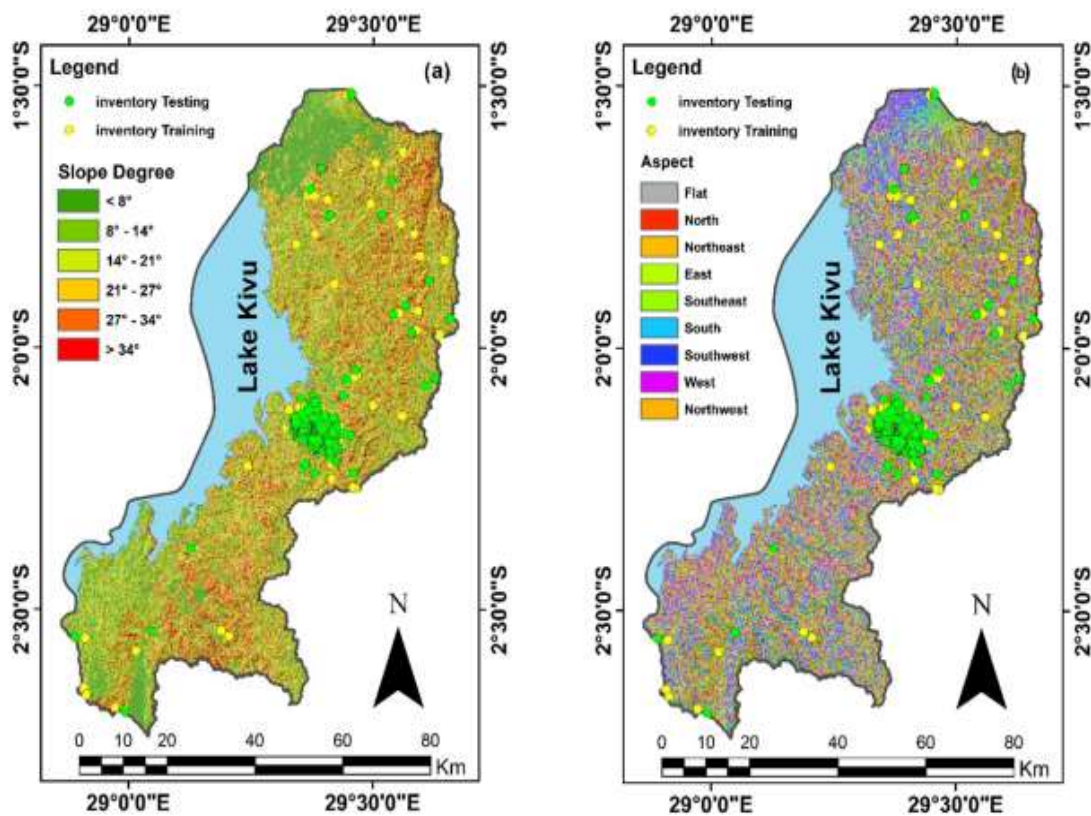 29°0'0"E 29°30'0"E
Legend (a)
inventory Testing
inventory Training
Slope Degree
< 8°
8° - 14°
14° - 21°
21° - 27°
27° - 34°
> 34°
Lake Kivu
1°30'0"S
2°0'0"S
2°30'0"S
1°30'0"S
2°0'0"S
2°30'0"S
N
0 10 20 40 60 80
Km
29°0'0"E 29°30'0"E
29°0'0"E 29°30'0"E
Legend (b)
inventory Testing
inventory Training
Aspect
Flat
North
Northeast
East
Southeast
South
Southwest
West
Northwest
Lake Kivu
1°30'0"S
2°0'0"S
2°30'0"S
1°30'0"S
2°0'0"S
2°30'0"S
N
0 10 20 40 60 80
Km
29°0'0"E 29°30'0"E